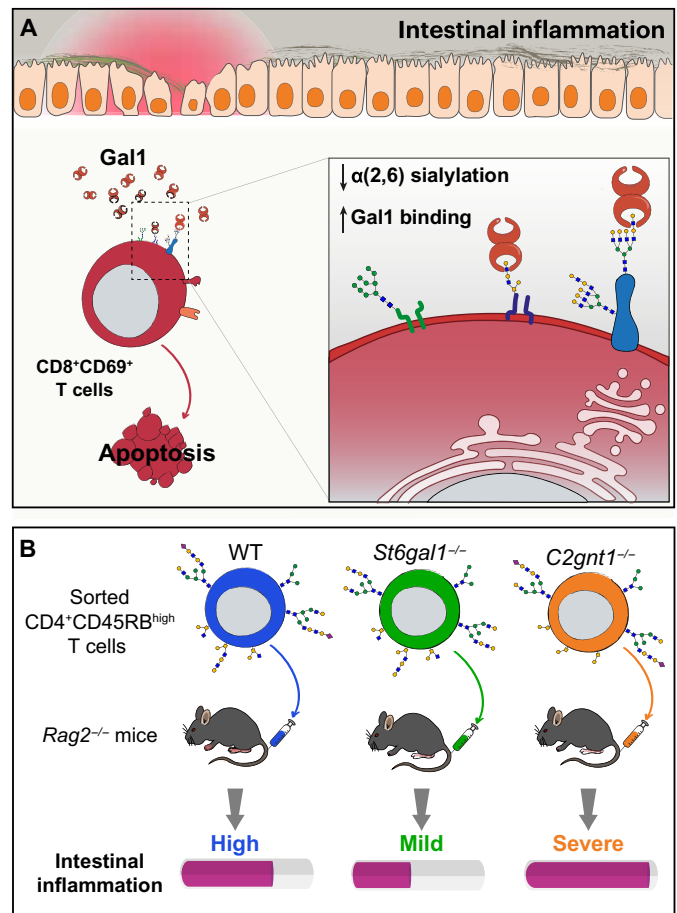 A
Intestinal inflammation
Gal1
↓ α(2,6) sialylation
↑ Gal1 binding
CD8⁺CD69⁺
T cells
Apoptosis
B
WT
St6gal1⁻/⁻
C2gnt1⁻/⁻
Sorted
CD4⁺CD45RBʰⁱᵍʰ
T cells
Rag2⁻/⁻ mice
High
Mild
Severe
Intestinal
inflammation